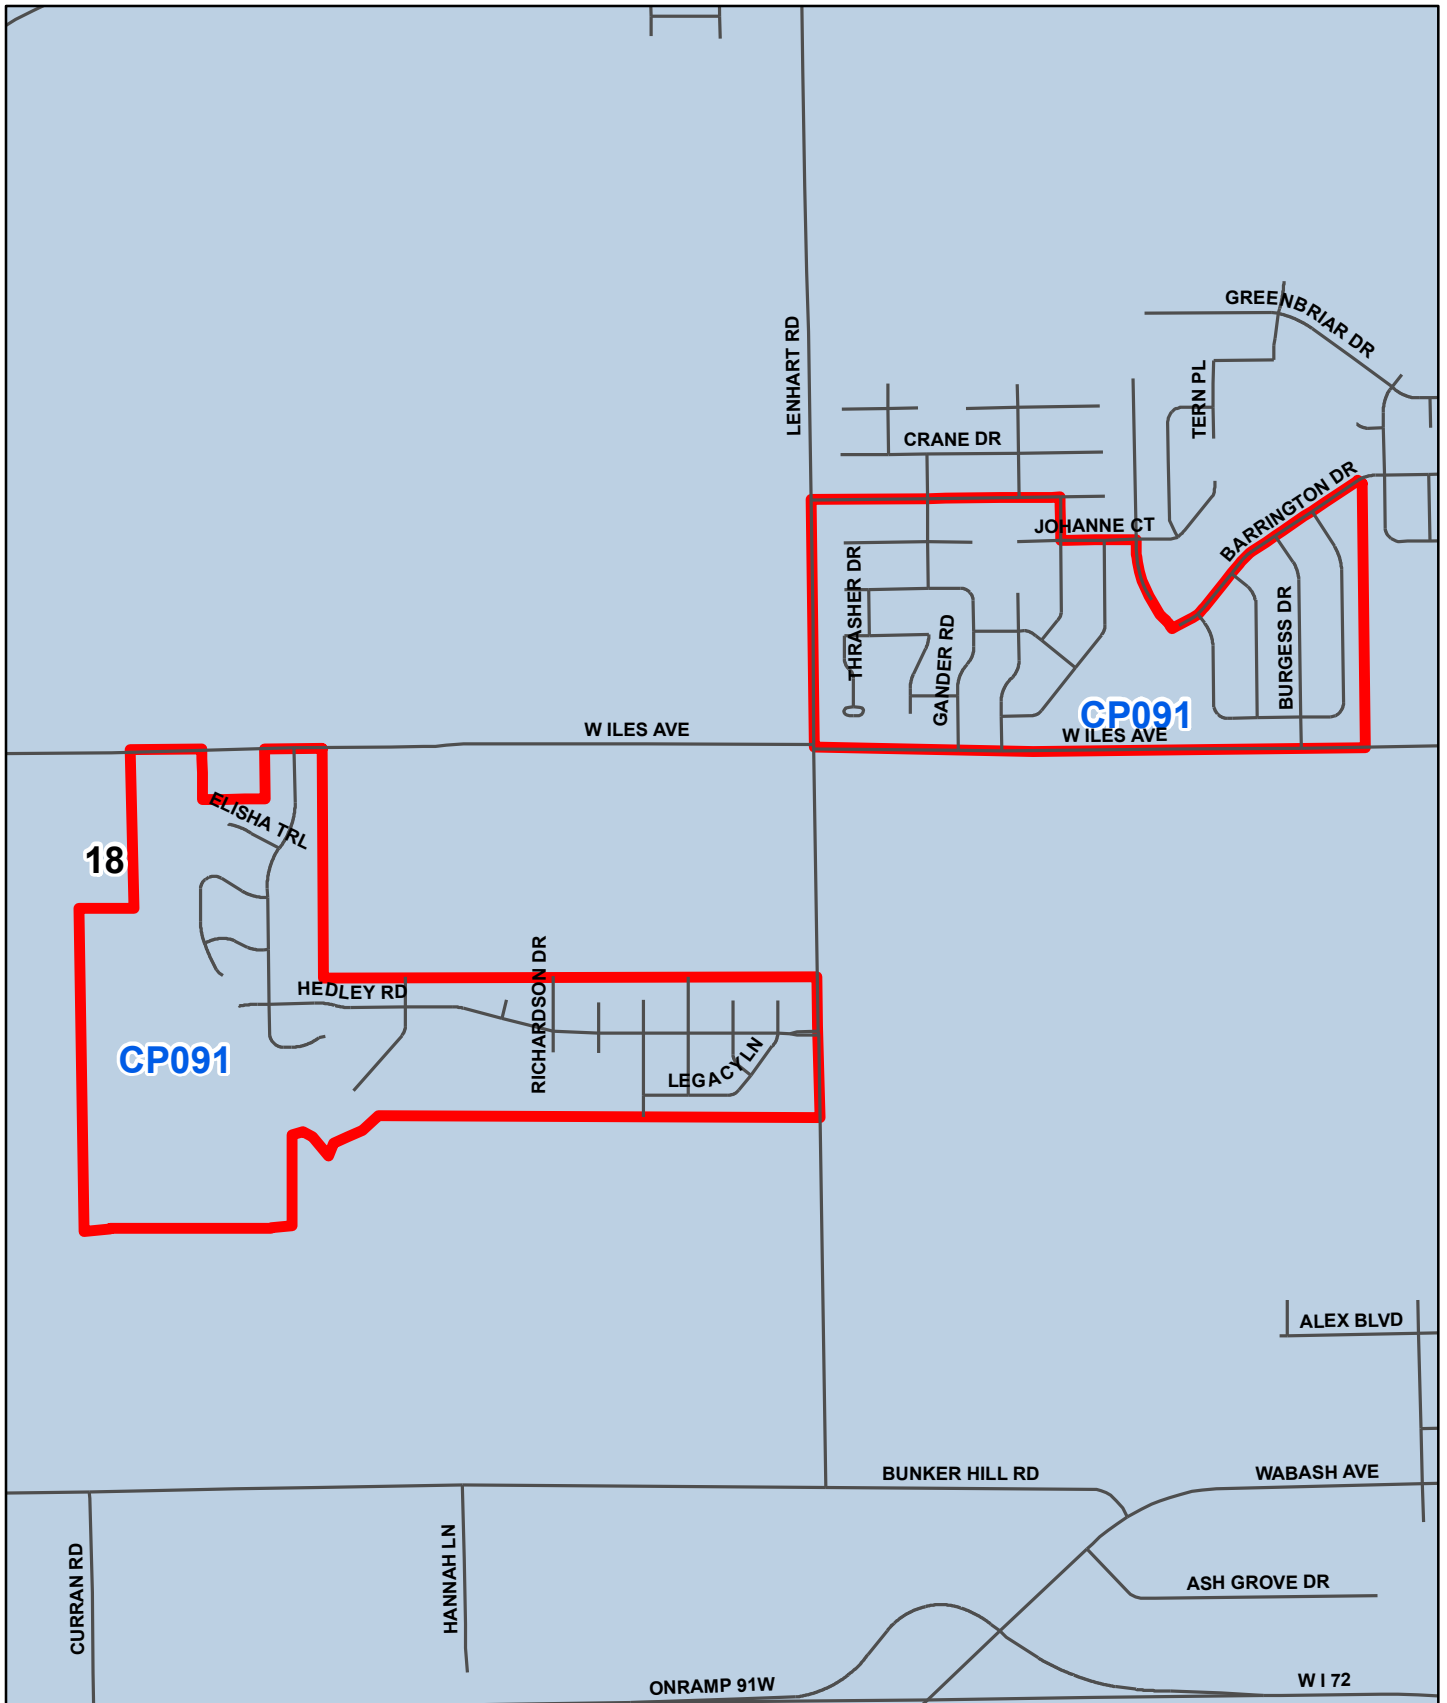 GREENBRIAR DR
LENHART RD
TERN PL
CRANE DR
BARRINGTON DR
JOHANNE CT
THRASHER DR
GANDER RD
BURGESS DR
CP091
W ILES AVE
W ILES AVE
ELISHA TRL
18
RICHARDSON DR
HEDLEY RD
CP091
LEGACY LN
ALEX BLVD
BUNKER HILL RD
WABASH AVE
CURRAN RD
HANNAH LN
ASH GROVE DR
ONRAMP 91W
W I 72